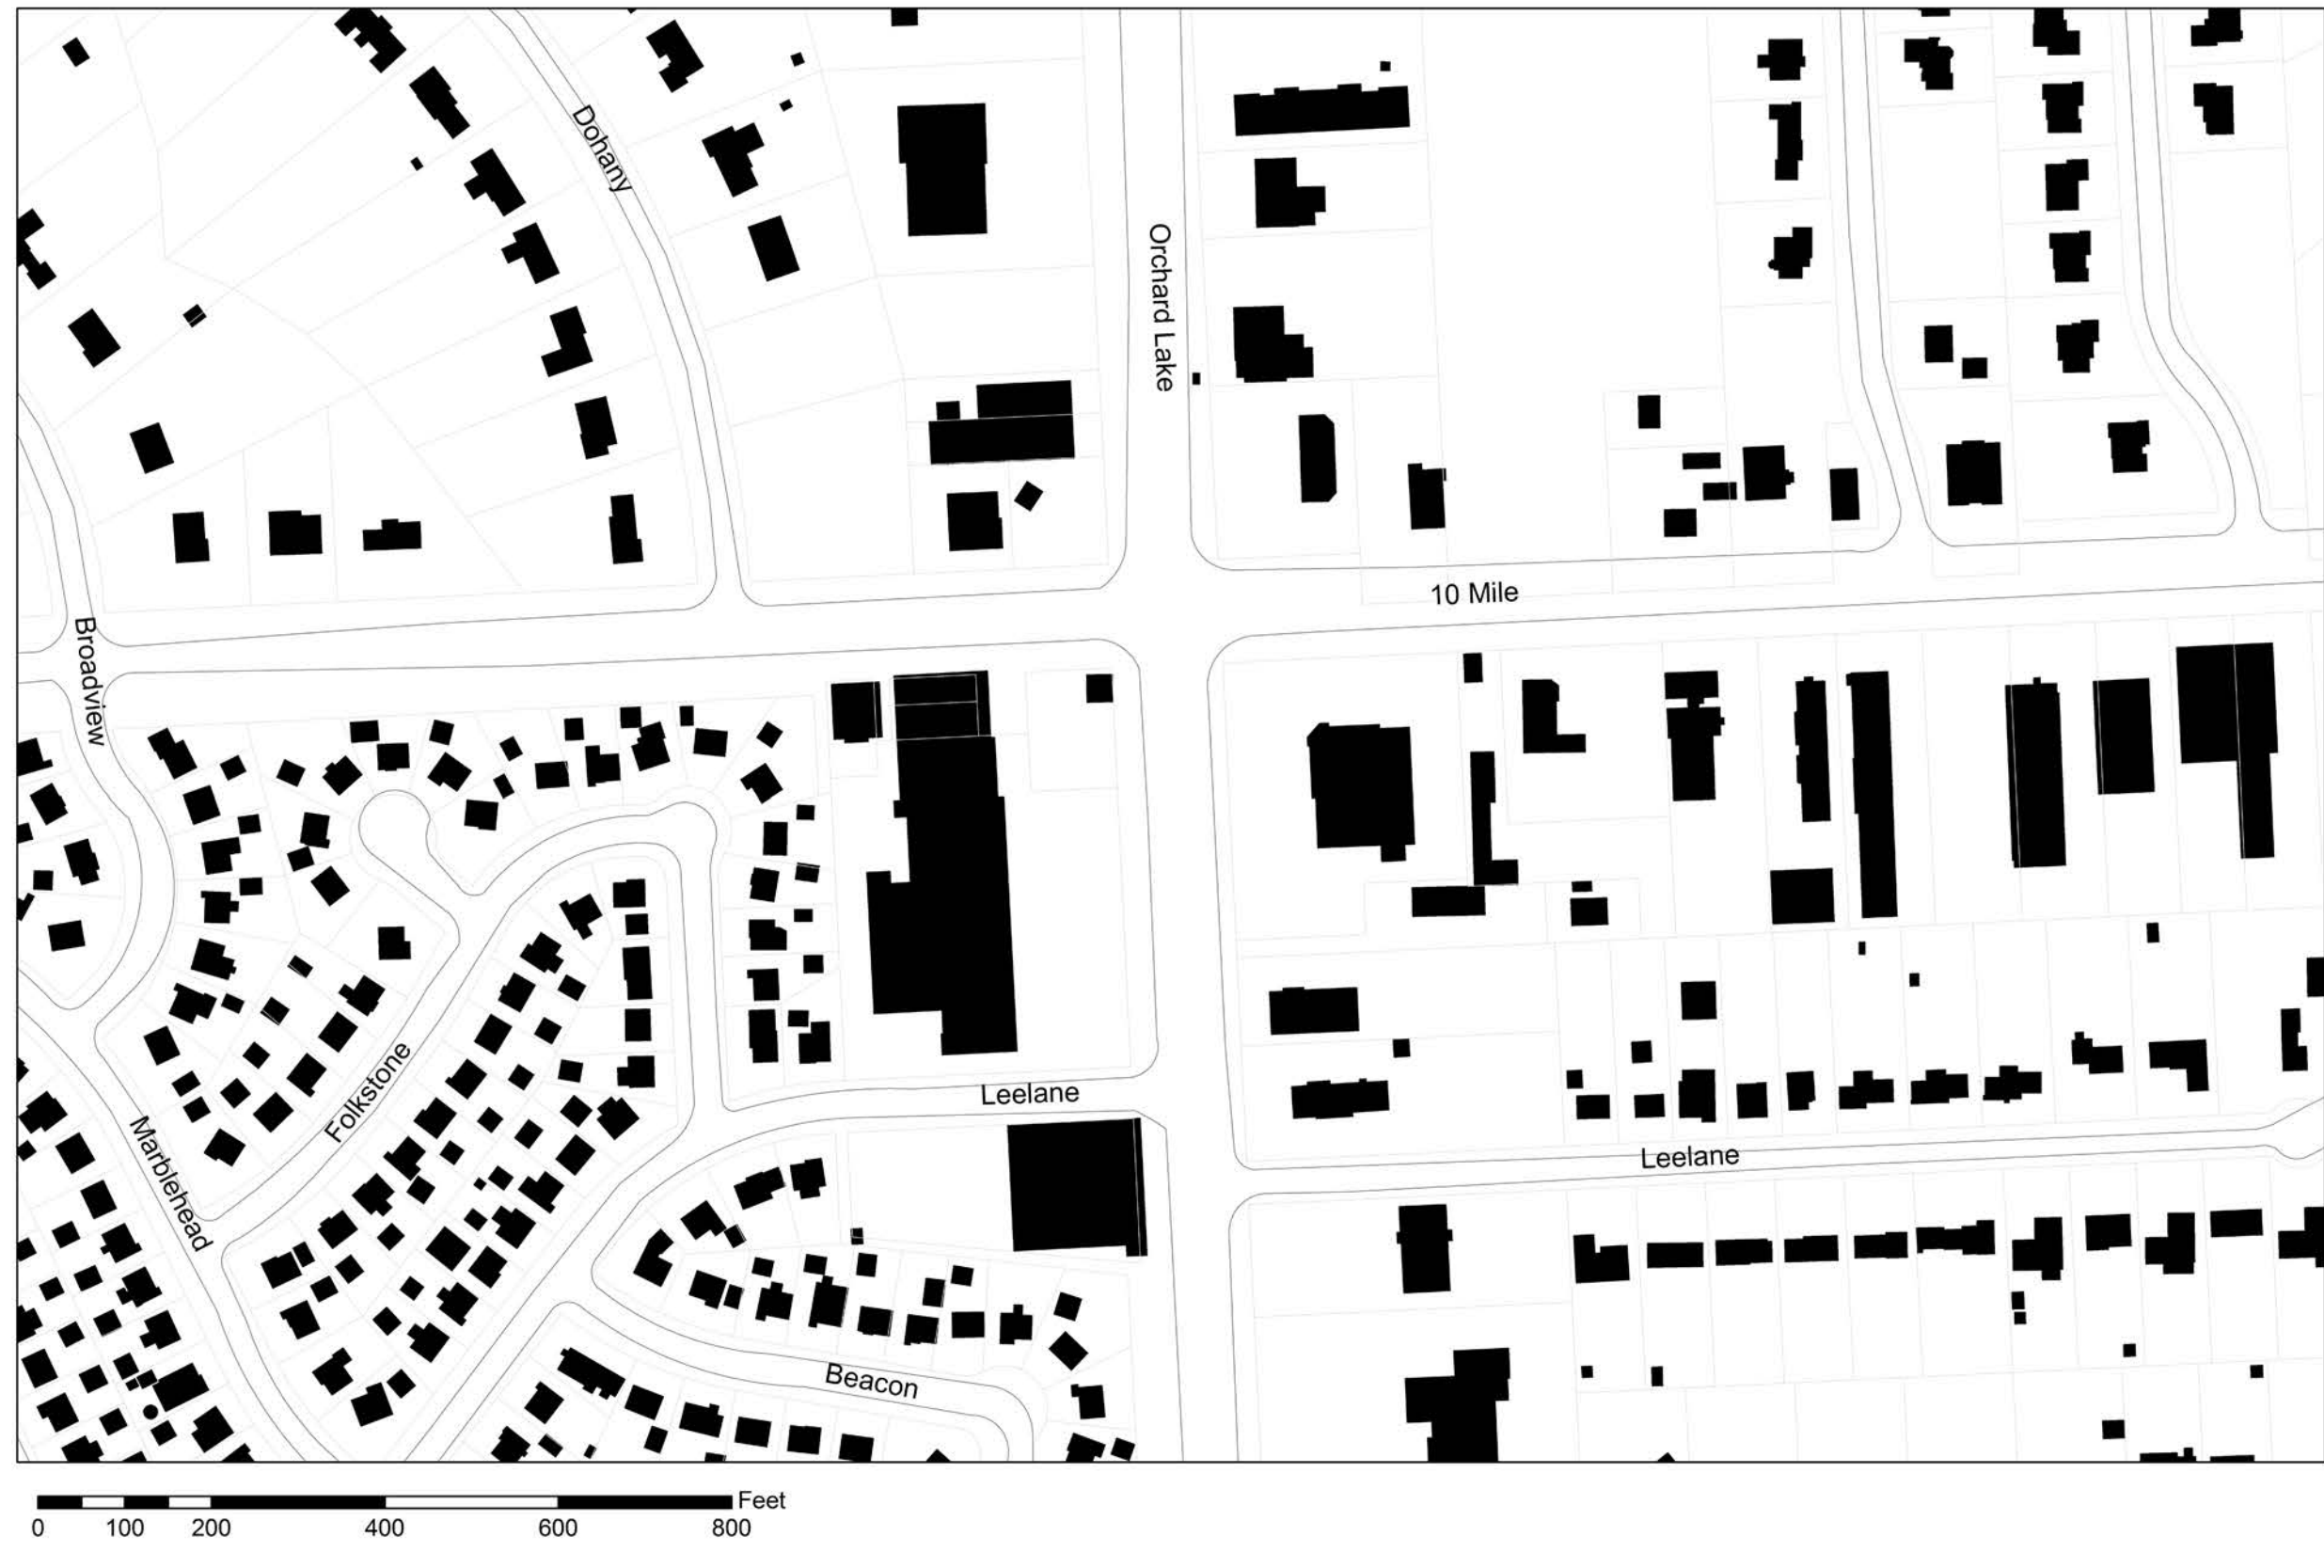 Dohany
Orchard Lake
10 Mile
Broadview
Folkstone
Leelane
Marblehead
Leelane
Beacon
Feet
0 100 200 400 600 800